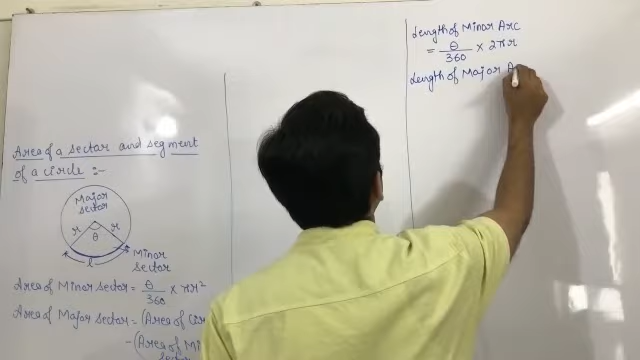 Area of a sector and segment
of a circle :-
Major
sector
r r
θ
l
Minor
sector
Area of Minor sector = θ/360 × πr²
Area of Major sector = (Area of Cir
- (Area of Mi
Length of Minor Arc
= θ/360 × 2πr
Length of Major A